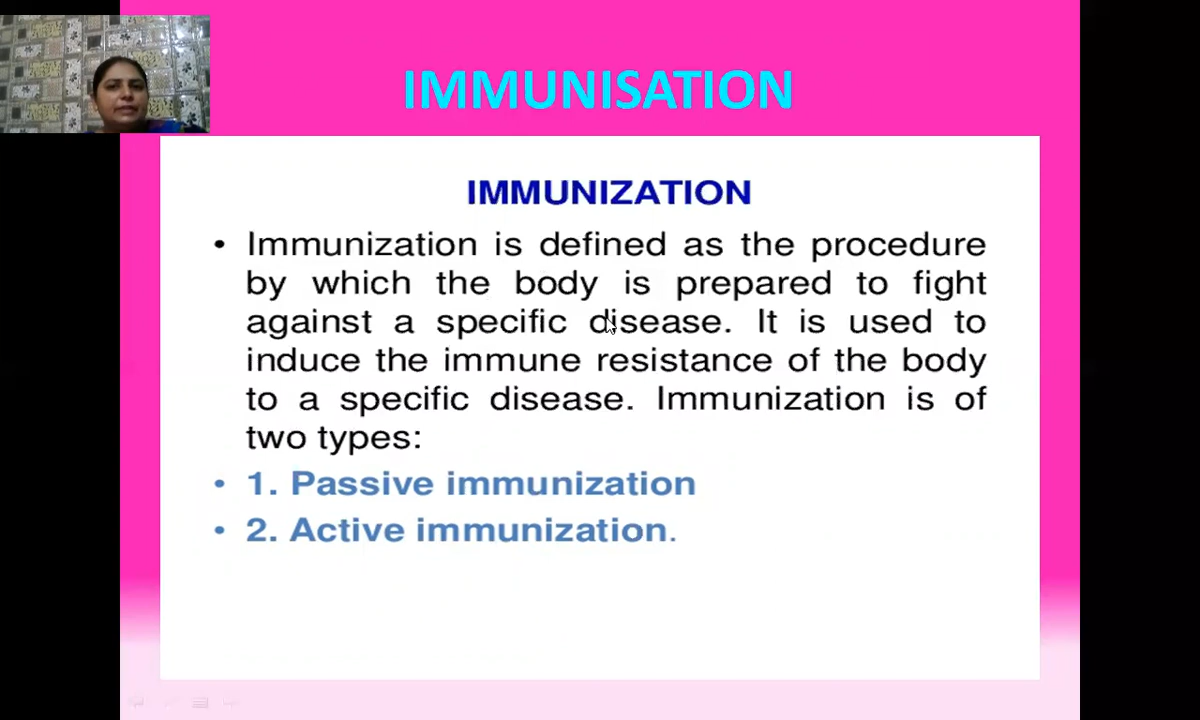 IMMUNISATION
IMMUNIZATION
• Immunization is defined as the procedure
by which the body is prepared to fight
against a specific disease. It is used to
induce the immune resistance of the body
to a specific disease. Immunization is of
two types:
• 1. Passive immunization
• 2. Active immunization.